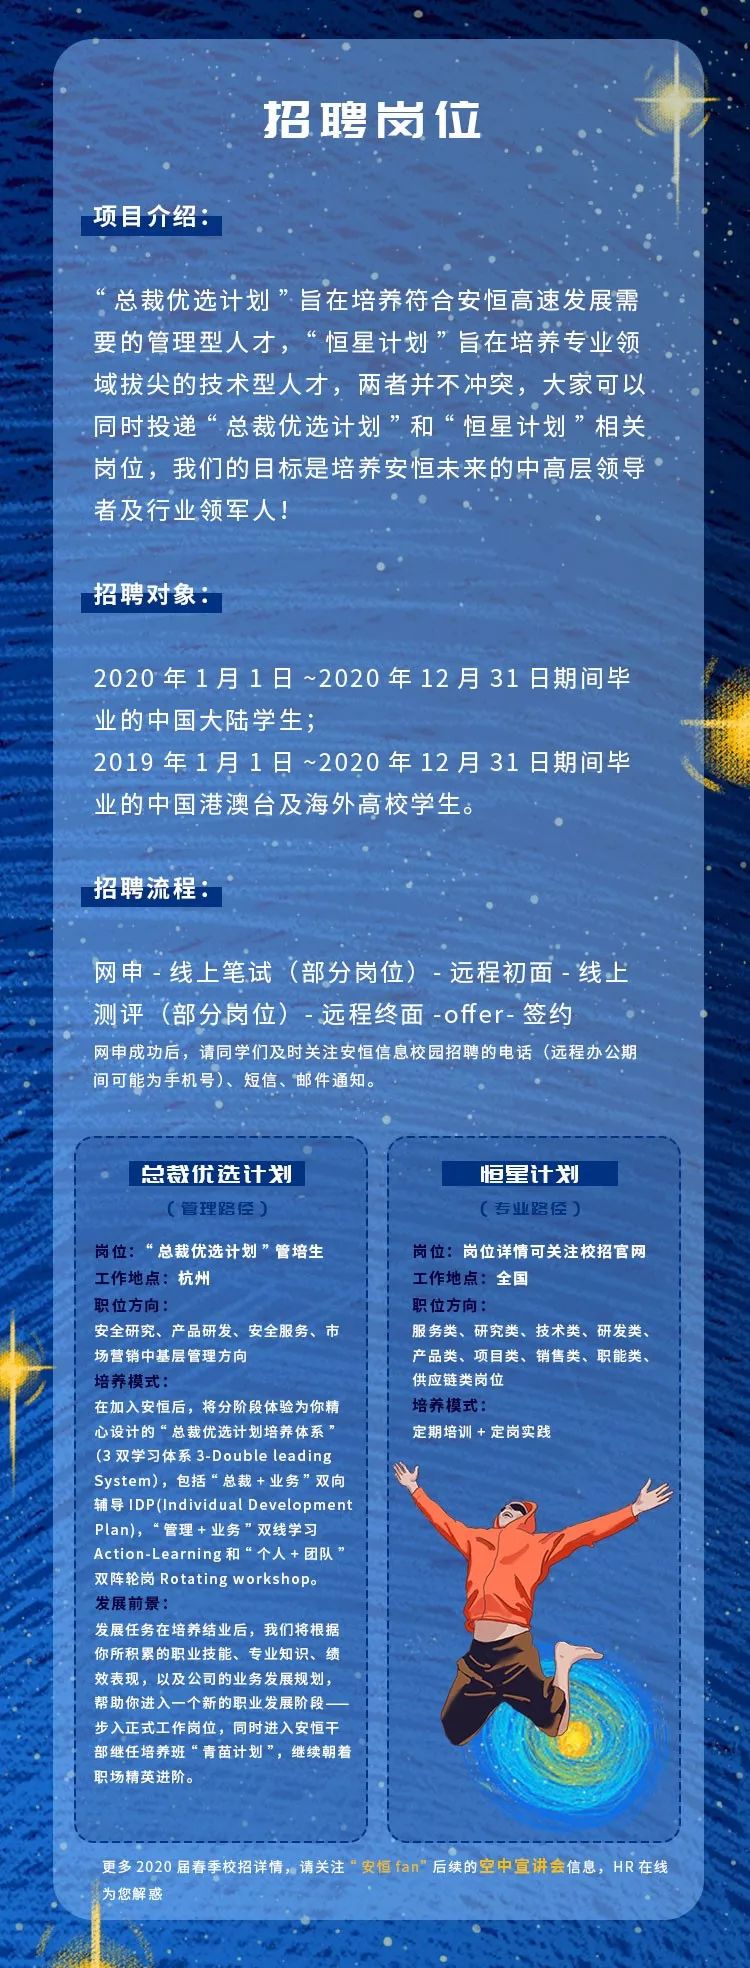 招聘岗位
项目介绍：
“总裁优选计划”旨在培养符合安恒高速发展需
要的管理型人才，“恒星计划”旨在培养专业领
域拔尖的技术型人才，两者并不冲突，大家可以
同时投递“总裁优选计划”和“恒星计划”相关
岗位，我们的目标是培养安恒未来的中高层领导
者及行业领军人！
招聘对象：
2020 年 1 月 1 日 ~2020 年 12 月 31 日期间毕
业的中国大陆学生；
2019 年 1 月 1 日 ~2020 年 12 月 31 日期间毕
业的中国港澳台及海外高校学生。
招聘流程：
网申 - 线上笔试（部分岗位）- 远程初面 - 线上
测评（部分岗位）- 远程终面 -offer- 签约
网申成功后，请同学们及时关注安恒信息校园招聘的电话（远程办公期
间可能为手机号）、短信、邮件通知。
总裁优选计划
（管理路径）
岗位：“总裁优选计划”管培生
工作地点：杭州
职位方向：
安全研究、产品研发、安全服务、市
场营销中基层管理方向
培养模式：
在加入安恒后，将分阶段体验为你精
心设计的“总裁优选计划培养体系”
（3 双学习体系 3-Double leading
System），包括“总裁 + 业务”双向
辅导 IDP(Individual Development
Plan)，“管理 + 业务”双线学习
Action-Learning 和“个人 + 团队”
双阵轮岗 Rotating workshop。
发展前景：
发展任务在培养结业后，我们将根据
你所积累的职业技能、专业知识、绩
效表现，以及公司的业务发展规划，
帮助你进入一个新的职业发展阶段——
步入正式工作岗位，同时进入安恒干
部继任培养班“青苗计划”，继续朝着
职场精英进阶。
恒星计划
（专业路径）
岗位：岗位详情可关注校招官网
工作地点：全国
职位方向：
服务类、研究类、技术类、研发类、
产品类、项目类、销售类、职能类、
供应链类岗位
培养模式：
定期培训 + 定岗实践
更多 2020 届春季校招详情，请关注“安恒 fan”后续的空中宣讲会信息，HR 在线
为您解惑